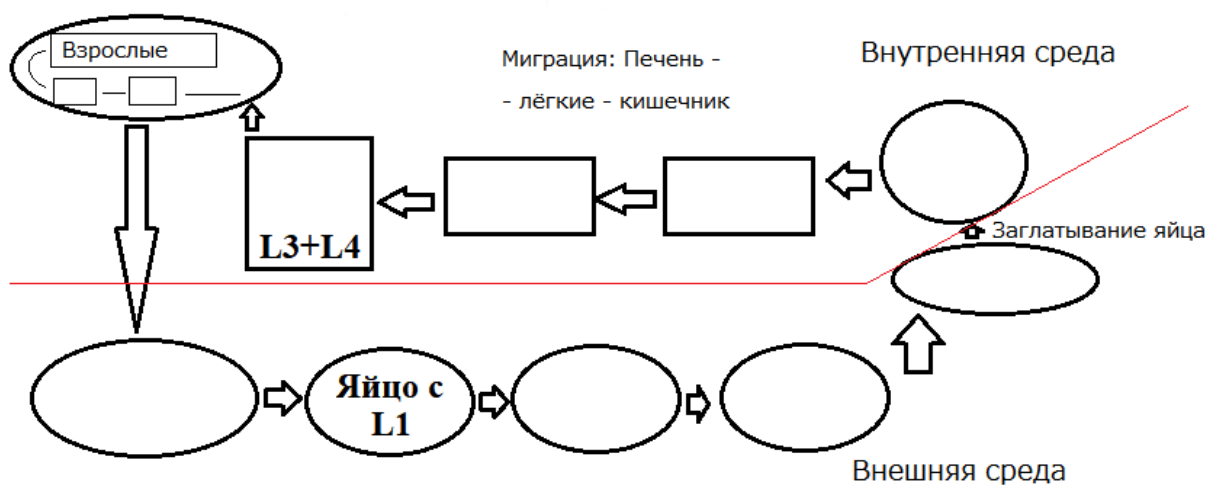 Взрослые
Миграция: Печень -
- лёгкие - кишечник
Внутренняя среда
L3+L4
Заглатывание яйца
Яйцо с
L1
Внешняя среда